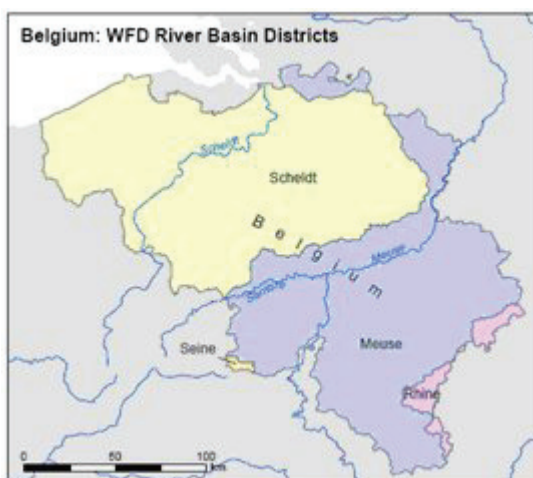 Belgium: WFD River Basin Districts
Scheldt
Scheldt
Belgium
Meuse
Sambre
Seine
Meuse
Rhine
0 50 100
km